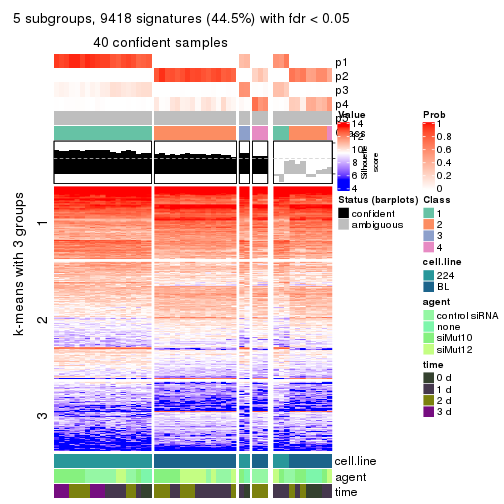 5 subgroups, 9418 signatures (44.5%) with fdr < 0.05
40 confident samples
p1
p2
p3
p4
Value
14
12
10
8
6
4
Silhouette
score
Prob
1
0.8
0.6
0.4
0.2
0
Status (barplots)
confident
ambiguous
Class
1
2
3
4
cell.line
224
BL
agent
control siRNA
none
siMut10
siMut12
time
0 d
1 d
2 d
3 d
k-means with 3 groups
1
2
3
cell.line
agent
time